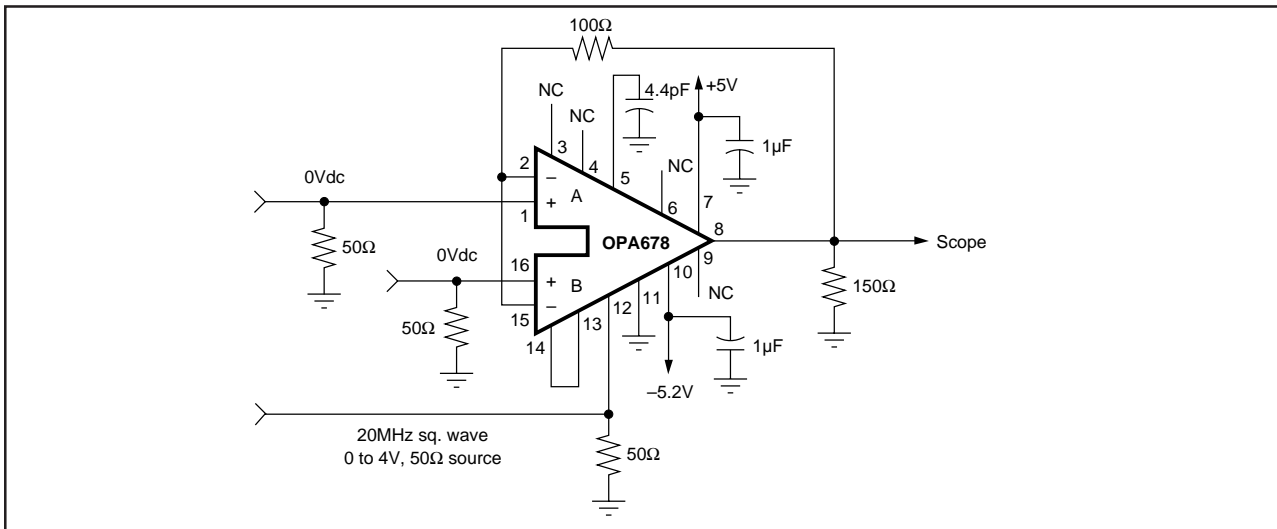 100Ω
NC
4.4pF
+5V
NC
1µF
3
4
5
NC
2
–
A
0Vdc
+
1
6
7
8
OPA678
Scope
50Ω
0Vdc
16
+
B
9
10
11
12
NC
150Ω
–
15
13
14
50Ω
1µF
–5.2V
20MHz sq. wave
0 to 4V, 50Ω source
50Ω